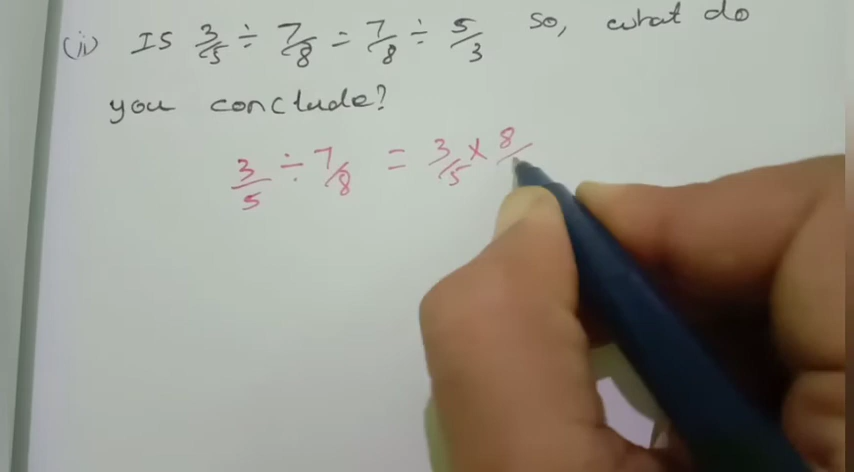 (ii) Is 3/5 ÷ 7/8 = 7/8 ÷ 5/3 so, what do
you conclude?
3/5 ÷ 7/8 = 3/5 × 8/